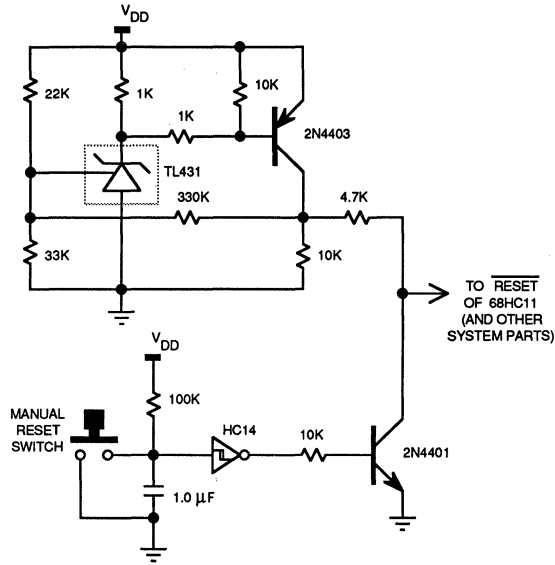 VDD
22K
1K
10K
1K
2N4403
TL431
330K
4.7K
33K
10K
TO RESET
OF 68HC11
(AND OTHER
SYSTEM PARTS)
VDD
100K
MANUAL
RESET
SWITCH
HC14
10K
2N4401
1.0 µF